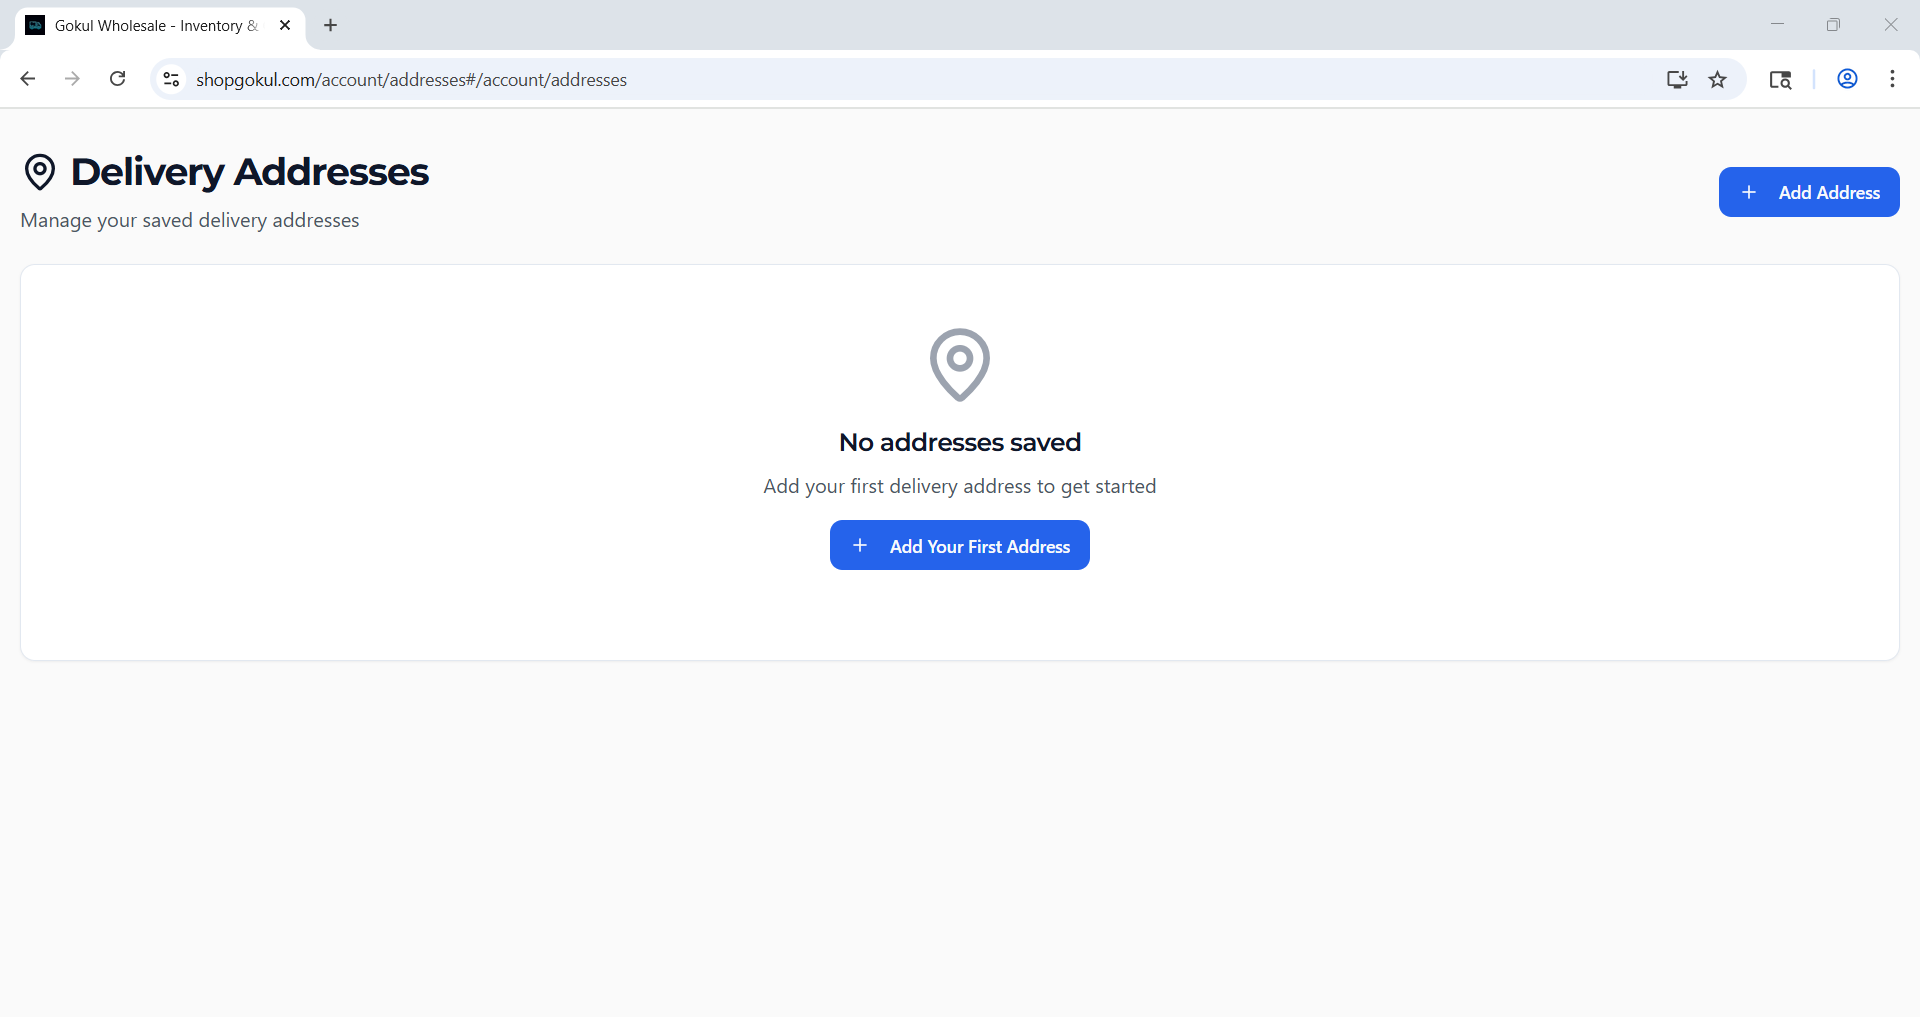 Gokul Wholesale - Inventory &
shopgokul.com/account/addresses#/account/addresses
Delivery Addresses
Manage your saved delivery addresses
Add Address
No addresses saved
Add your first delivery address to get started
Add Your First Address